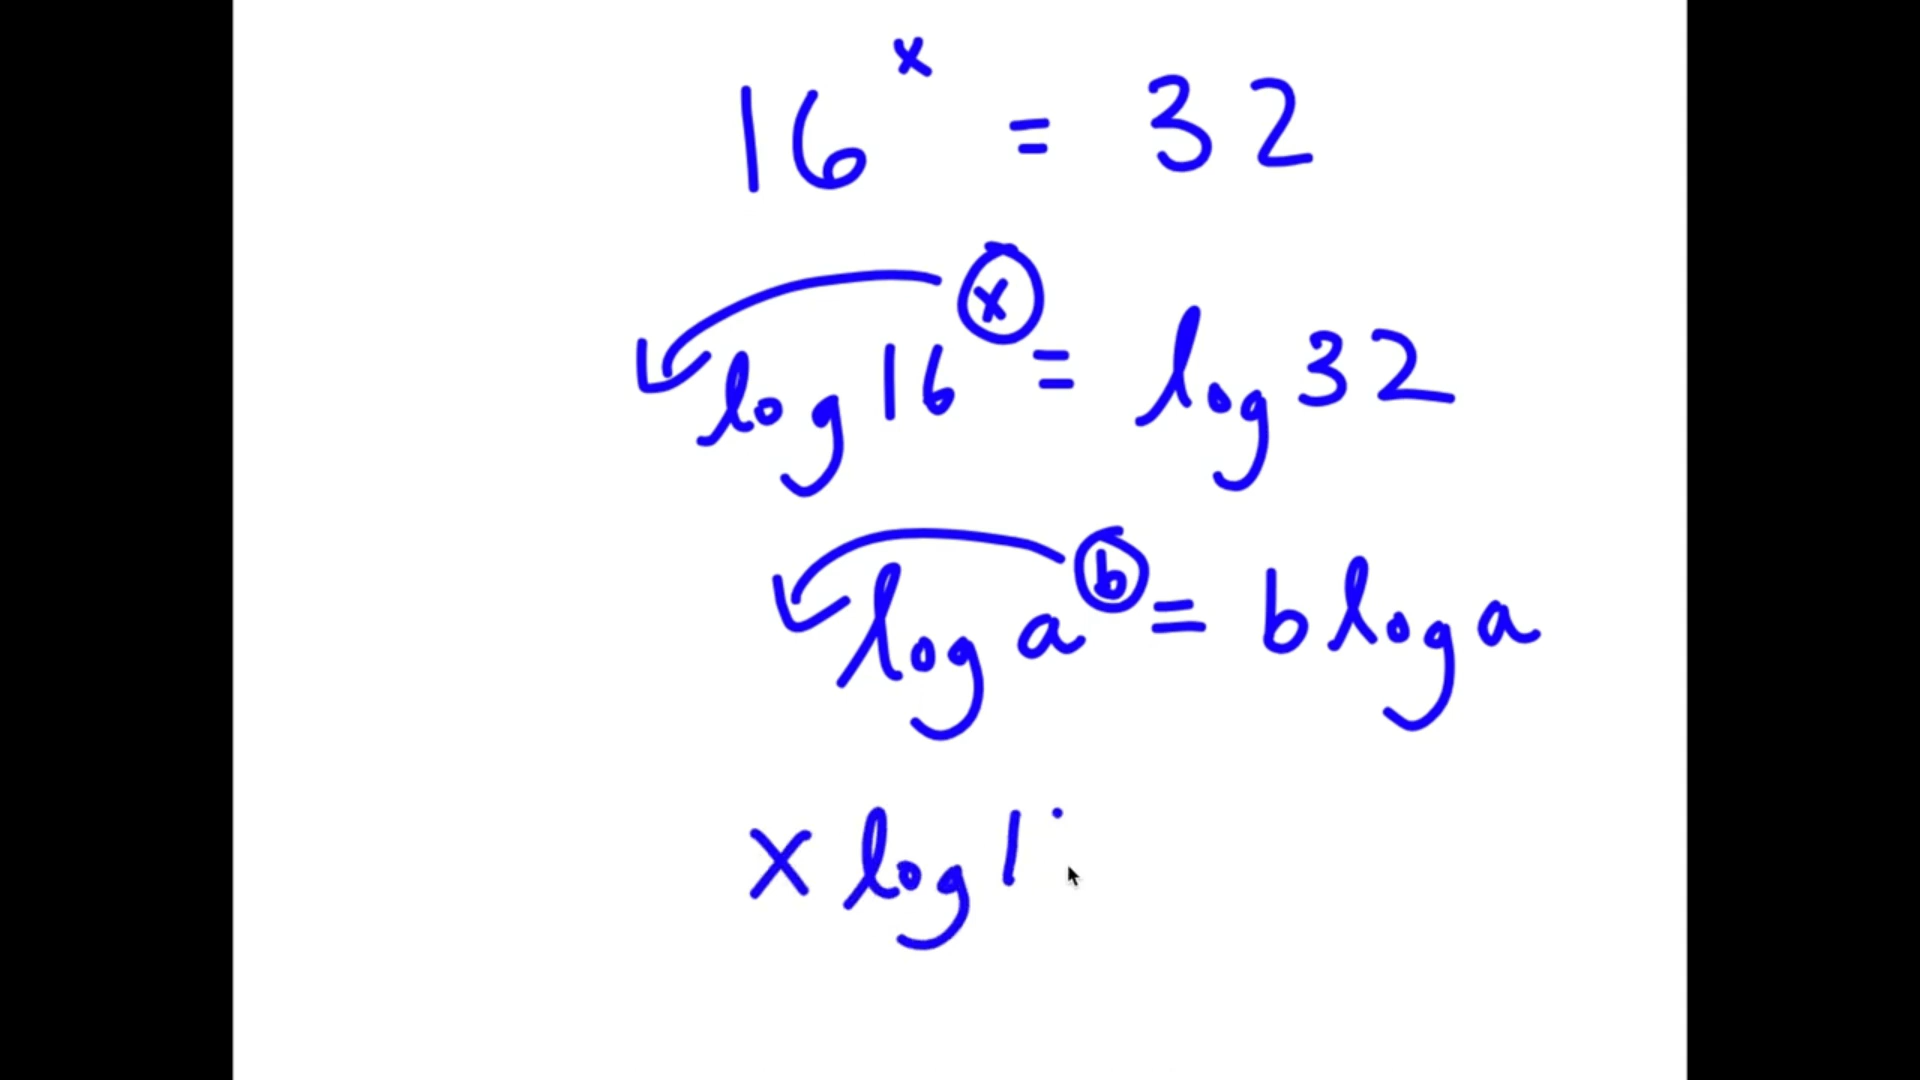 16^x = 32
log 16^x = log 32
log a^b = b log a
x log 1